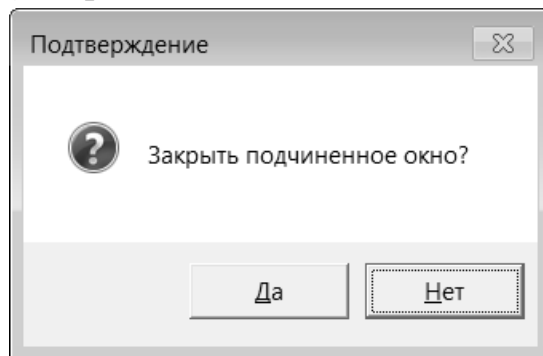 Подтверждение
Закрыть подчиненное окно?
Да
Нет